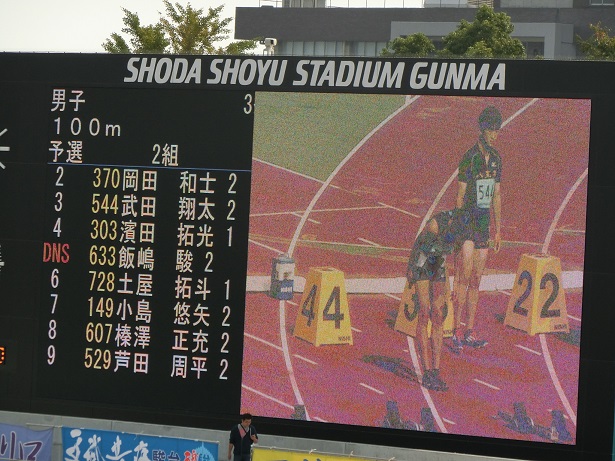 SHODA SHOYU STADIUM GUNMA
男子
100m
予選 2組
2 370 岡田 和士 2
3 544 武田 翔太 2
4 303 濱田 拓光 1
DNS 633 飯嶋 駿 2
6 728 土屋 拓斗 1
7 149 小島 悠矢 2
8 607 榛澤 正充 2
9 529 芦田 周平 2
544
44
22